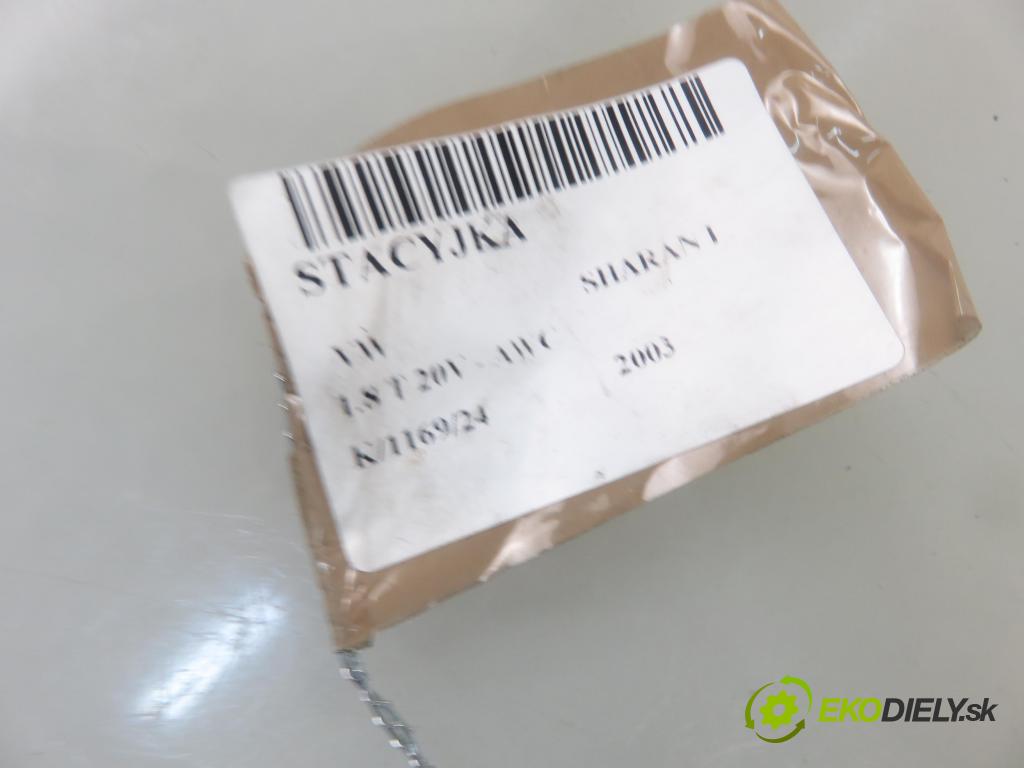 STACYJKA
VW SHARAN I
1.8 T 20V - AWC 2003
K/1169/24
EKODIELY.sk